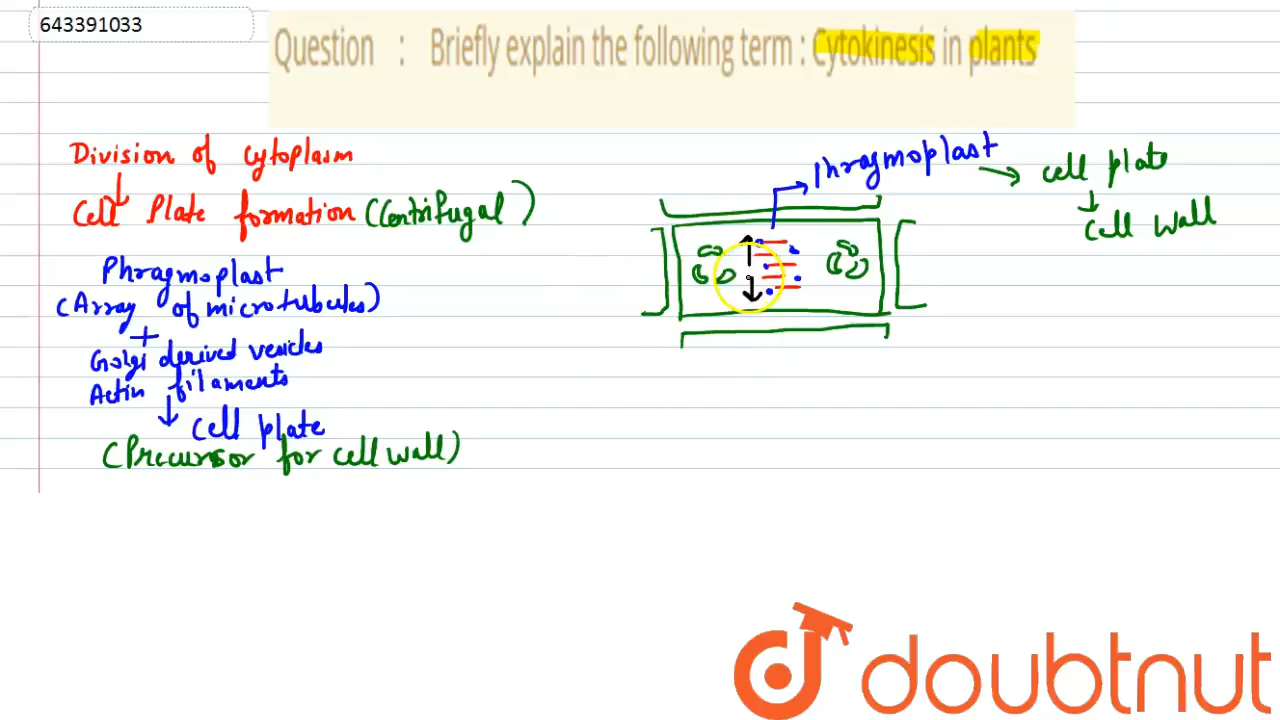 643391033
Question : Briefly explain the following term : Cytokinesis in plants
Division of cytoplasm
Cell Plate formation (Centrifugal)
Phragmoplast
(Array of microtubules)
+
Golgi derived vesicles
Actin filaments
Cell plate
(Precursor for cell wall)
Phragmoplast
cell plate
cell wall
doubtnut